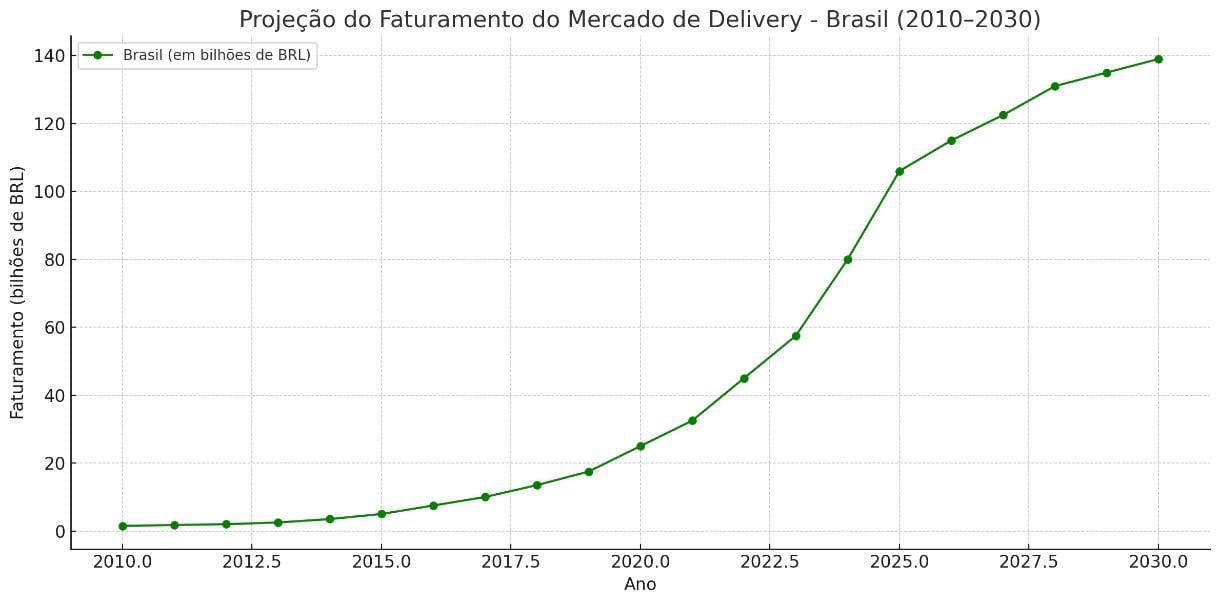 Projeção do Faturamento do Mercado de Delivery - Brasil (2010–2030)
Brasil (em bilhões de BRL)
Faturamento (bilhões de BRL)
140
120
100
80
60
40
20
0
2010.0 2012.5 2015.0 2017.5 2020.0 2022.5 2025.0 2027.5 2030.0
Ano